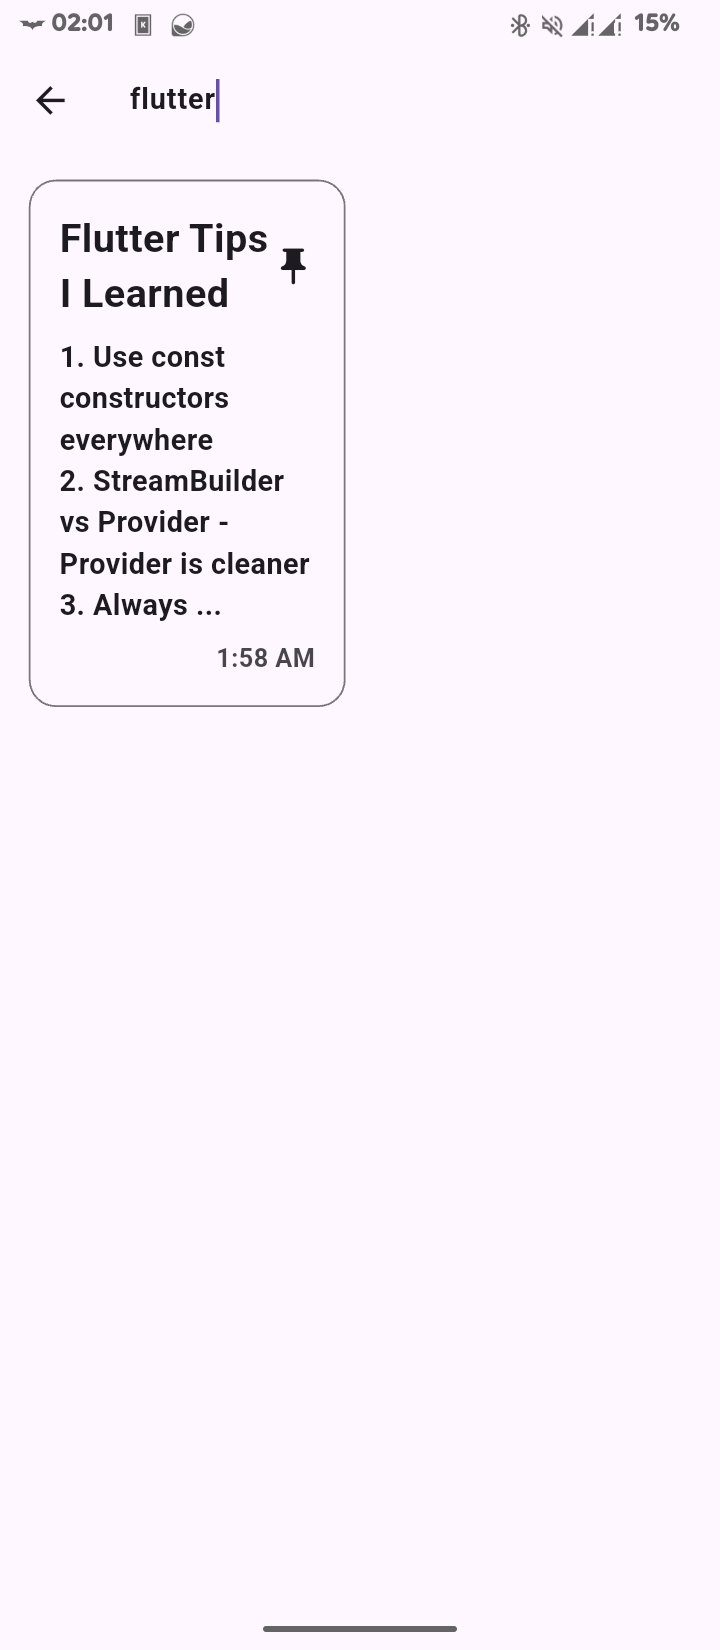 02:01
K
15%
flutter
Flutter Tips
I Learned
1. Use const
constructors
everywhere
2. StreamBuilder
vs Provider -
Provider is cleaner
3. Always ...
1:58 AM